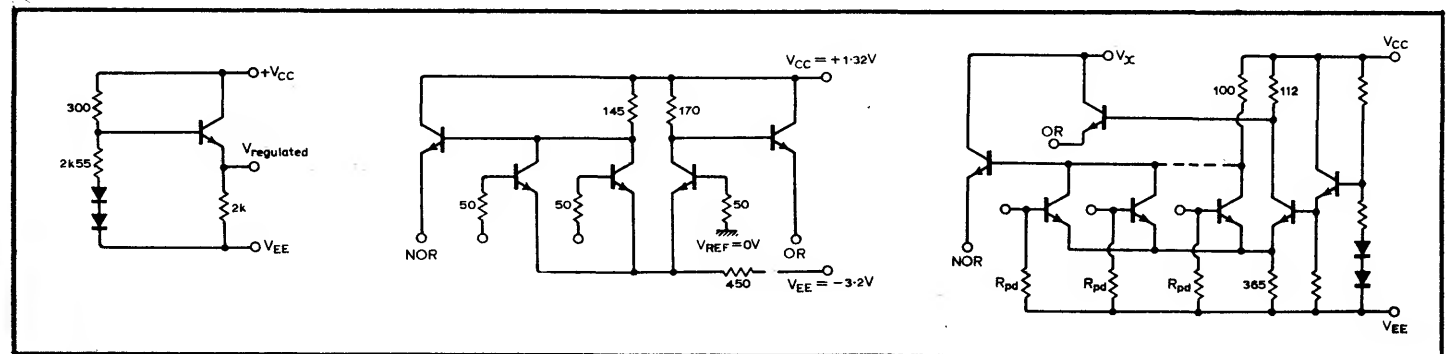 +VCC
300
2k55
Vregulated
2k
VEE
VCC = +1·32V
145
170
50
50
50
VREF = 0V
NOR
OR
450
VEE = −3·2V
Vx
VCC
100
112
OR
NOR
Rpd
Rpd
Rpd
365
VEE